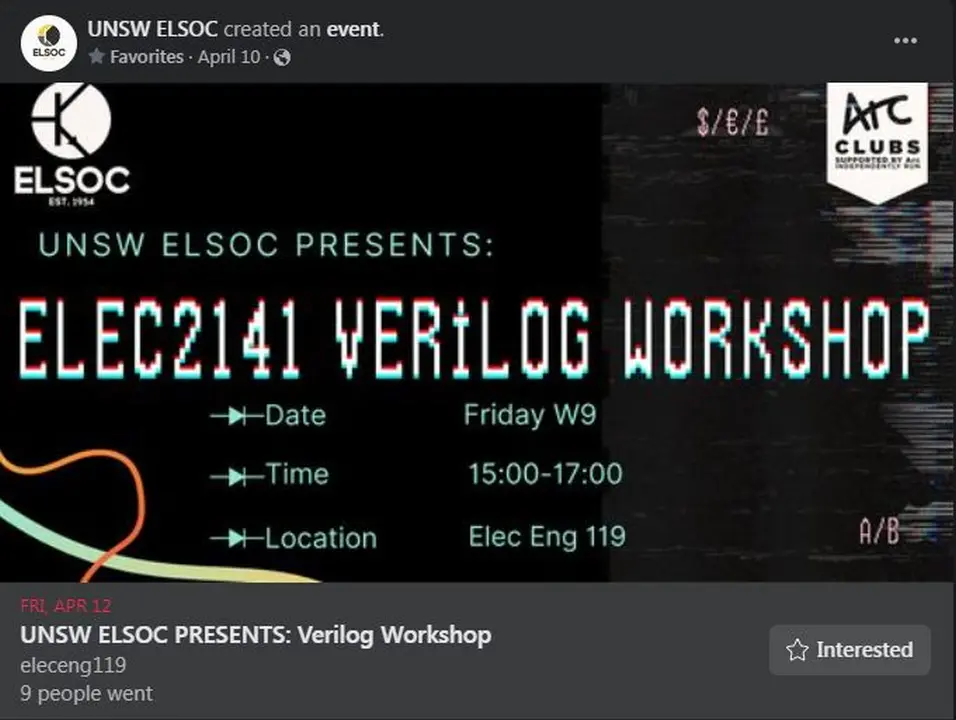 UNSW ELSOC created an event.
Favorites · April 10 ·
ELSOC
ELSOC
EST. 1954
$/€/£
Arc
CLUBS
SUPPORTED BY Arc
INDEPENDENTLY RUN
UNSW ELSOC PRESENTS:
ELEC2141 VERiLOG WORKSHOP
Date Friday W9
Time 15:00-17:00
Location Elec Eng 119
A/B
FRI, APR 12
UNSW ELSOC PRESENTS: Verilog Workshop
eleceng119
9 people went
Interested